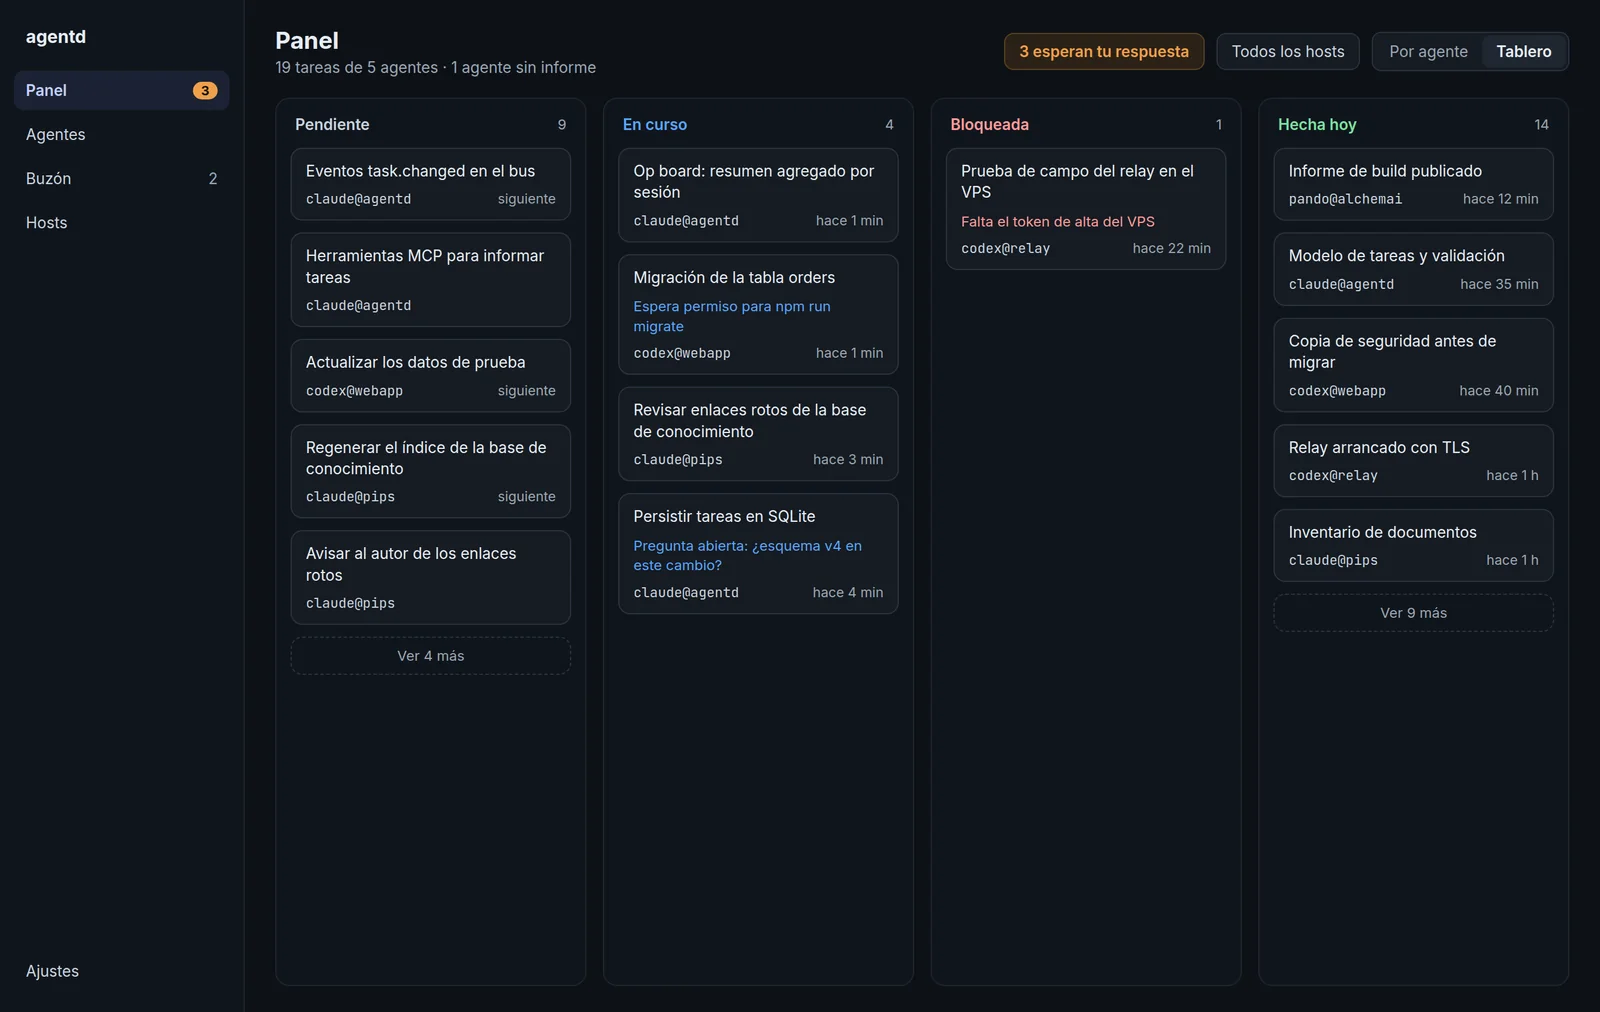 agentd
Panel
3
Agentes
Buzón
2
Hosts
Ajustes
Panel
19 tareas de 5 agentes · 1 agente sin informe
3 esperan tu respuesta
Todos los hosts
Por agente
Tablero
Pendiente
9
Eventos task.changed en el bus
claude@agentd
siguiente
Herramientas MCP para informar
tareas
claude@agentd
Actualizar los datos de prueba
codex@webapp
siguiente
Regenerar el índice de la base de
conocimiento
claude@pips
siguiente
Avisar al autor de los enlaces
rotos
claude@pips
Ver 4 más
En curso
4
Op board: resumen agregado por
sesión
claude@agentd
hace 1 min
Migración de la tabla orders
Espera permiso para npm run
migrate
codex@webapp
hace 1 min
Revisar enlaces rotos de la base
de conocimiento
claude@pips
hace 3 min
Persistir tareas en SQLite
Pregunta abierta: ¿esquema v4 en
este cambio?
claude@agentd
hace 4 min
Bloqueada
1
Prueba de campo del relay en el
VPS
Falta el token de alta del VPS
codex@relay
hace 22 min
Hecha hoy
14
Informe de build publicado
pando@alchemai
hace 12 min
Modelo de tareas y validación
claude@agentd
hace 35 min
Copia de seguridad antes de
migrar
codex@webapp
hace 40 min
Relay arrancado con TLS
codex@relay
hace 1 h
Inventario de documentos
claude@pips
hace 1 h
Ver 9 más